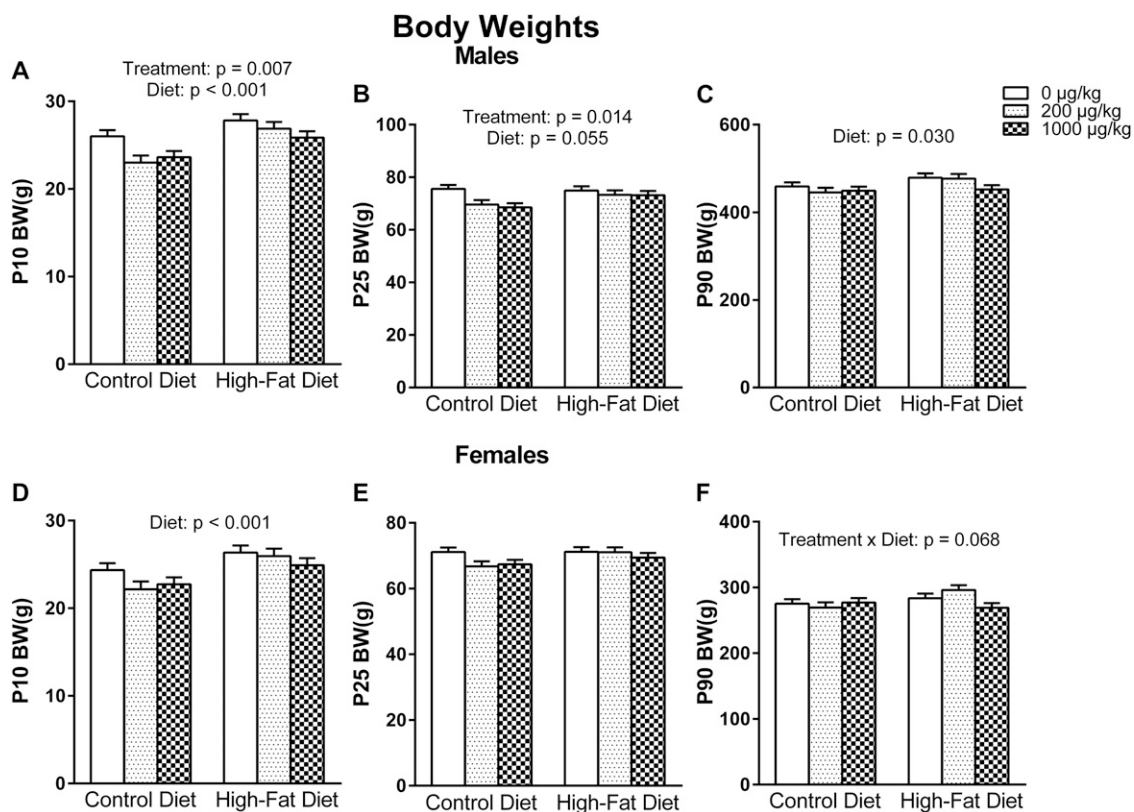 Body Weights
Males
A
Treatment: p = 0.007
Diet: p < 0.001
P10 BW(g)
30
20
10
0
Control Diet High-Fat Diet
B
Treatment: p = 0.014
Diet: p = 0.055
P25 BW(g)
100
80
60
40
20
0
Control Diet High-Fat Diet
C
Diet: p = 0.030
P90 BW(g)
600
400
200
0
Control Diet High-Fat Diet
0 µg/kg
200 µg/kg
1000 µg/kg
Females
D
Diet: p < 0.001
P10 BW(g)
30
20
10
0
Control Diet High-Fat Diet
E
P25 BW(g)
80
60
40
20
0
Control Diet High-Fat Diet
F
Treatment x Diet: p = 0.068
P90 BW(g)
400
300
200
100
0
Control Diet High-Fat Diet